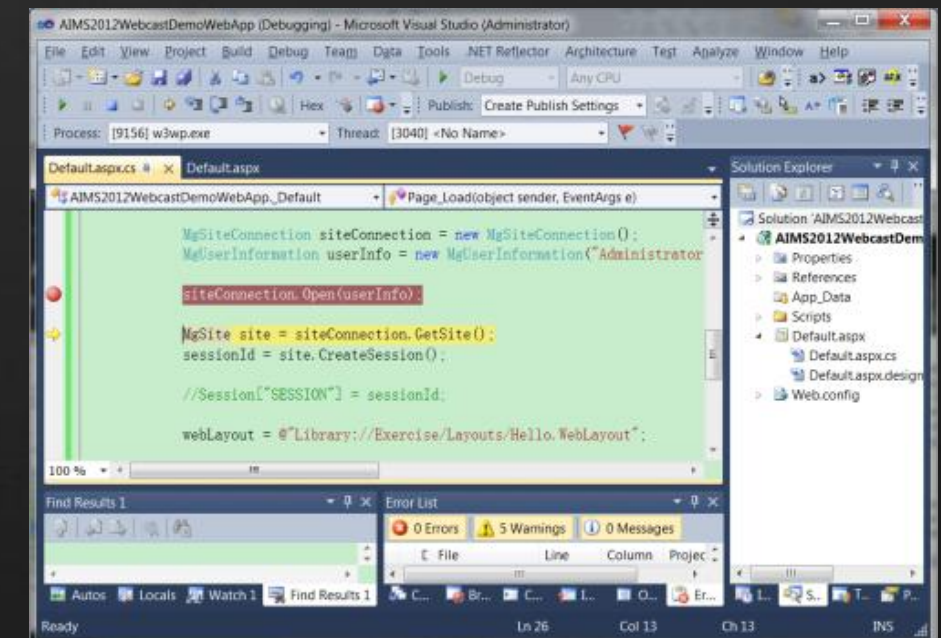 AIMS2012WebcastDemoWebApp (Debugging) - Microsoft Visual Studio (Administrator)
File Edit View Project Build Debug Team Data Tools .NET Reflector Architecture Test Analyze Window Help
Debug Any CPU
Hex Publish: Create Publish Settings
Process: [9156] w3wp.exe Thread: [3040] <No Name>
Default.aspx.cs Default.aspx
AIMS2012WebcastDemoWebApp._Default Page_Load(object sender, EventArgs e)
MgSiteConnection siteConnection = new MgSiteConnection();
MgUserInformation userInfo = new MgUserInformation("Administrator
siteConnection.Open(userInfo);
MgSite site = siteConnection.GetSite();
sessionId = site.CreateSession();
//Session["SESSION"] = sessionId;
webLayout = @"Library://Exercise/Layouts/Hello.WebLayout";
100 %
Solution Explorer
Solution 'AIMS2012Webcast
AIMS2012WebcastDem
Properties
References
App_Data
Scripts
Default.aspx
Default.aspx.cs
Default.aspx.design
Web.config
Find Results 1
Error List
0 Errors 5 Warnings 0 Messages
File Line Column Projec
Autos Locals Watch 1 Find Results 1 C... Br... C... I... O... Er... L... S... T... P...
Ready Ln 26 Col 13 Ch 13 INS